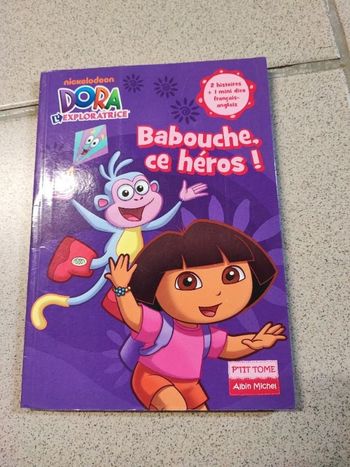 nickelodeon
DORA
L'EXPLORATRICE
2 histoires
+ 1 mini dico
français-
anglais
Babouche,
ce héros !
P'TIT TOME
Albin Michel